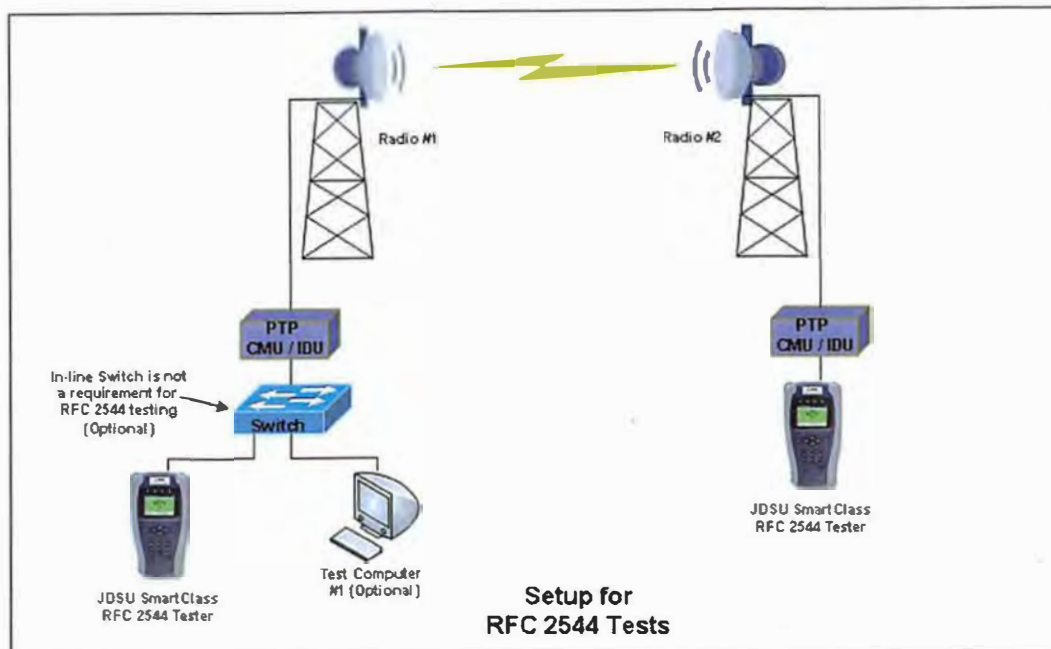 Radio #1
Radio #2
PTP
CMU / IDU
PTP
CMU / IDU
In-line Switch is not
a requirement for
RFC 2544 testing
(Optional)
Switch
JDSU SmartClass
RFC 2544 Tester
Test Computer
#1 (Optional)
JDSU SmartClass
RFC 2544 Tester
Setup for
RFC 2544 Tests